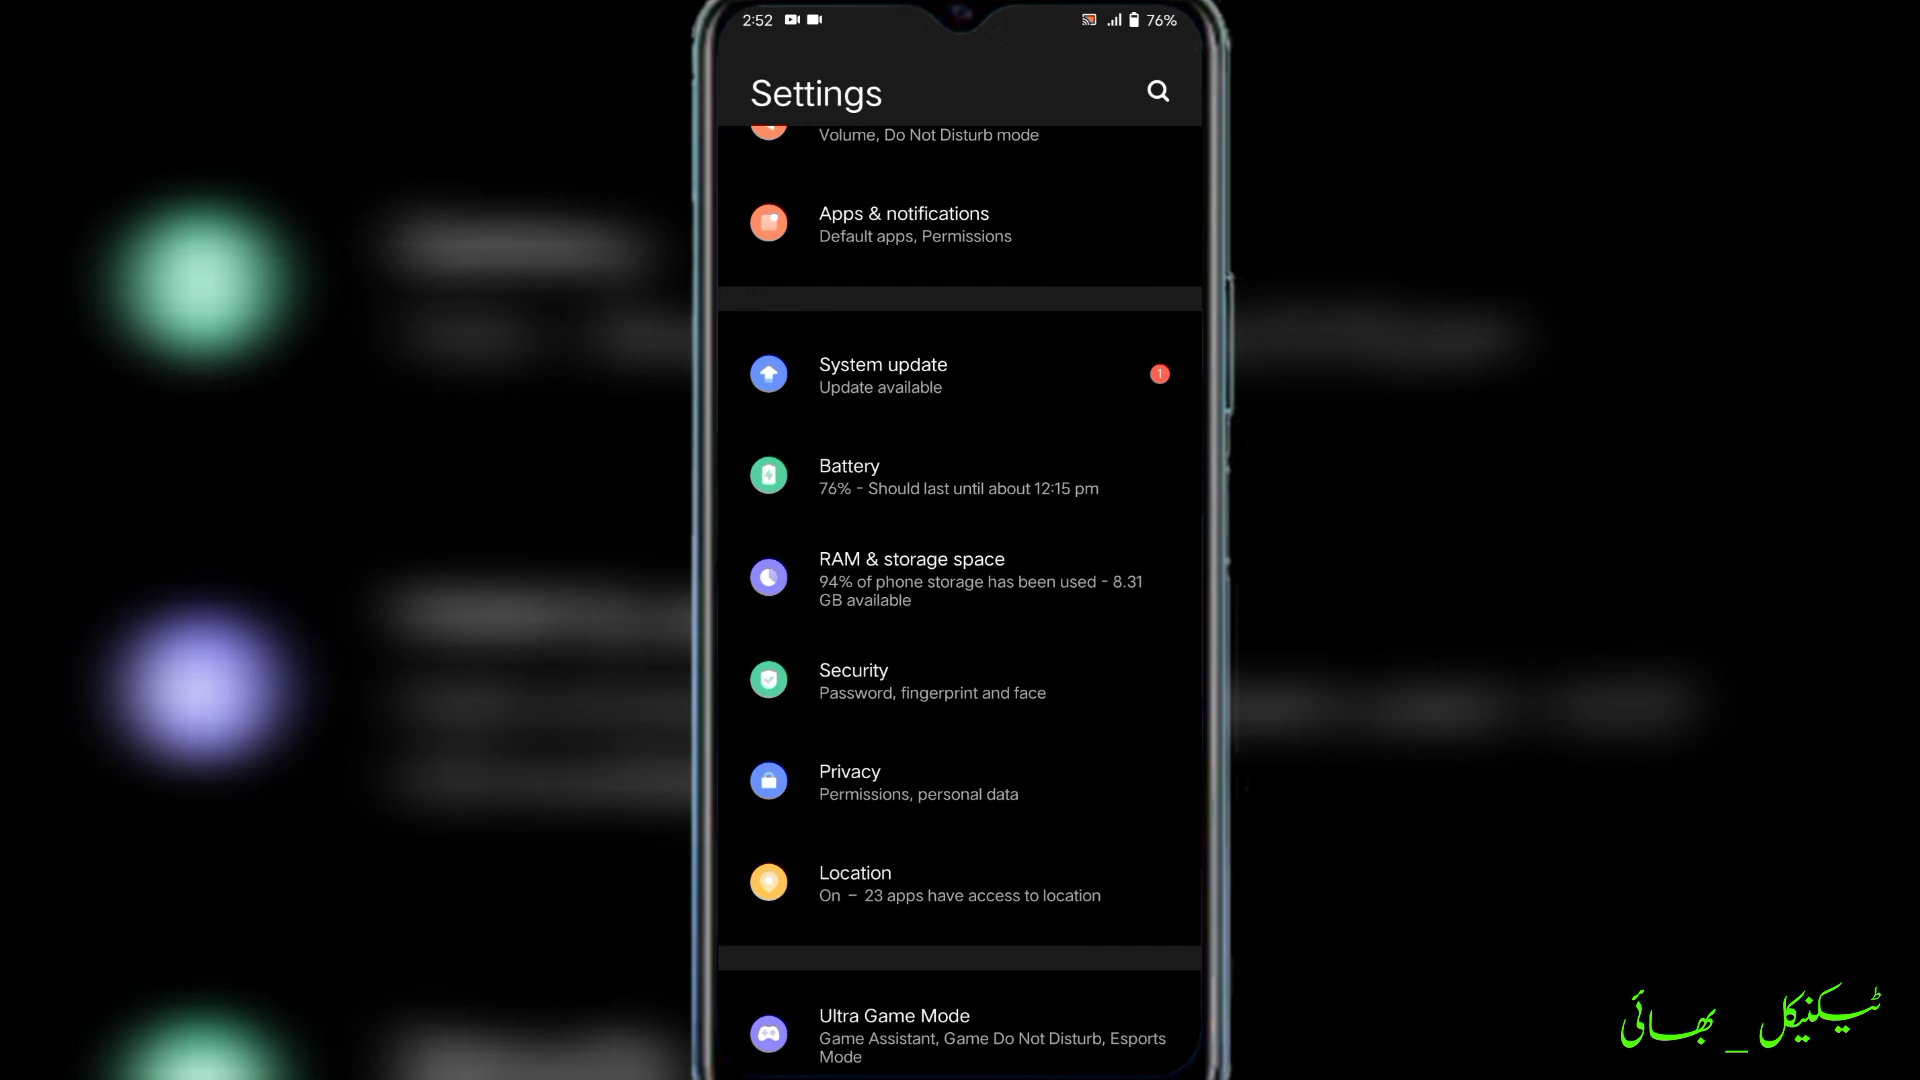 2:52
76%
Settings
Volume, Do Not Disturb mode
Apps & notifications
Default apps, Permissions
System update
Update available
1
Battery
76% - Should last until about 12:15 pm
RAM & storage space
94% of phone storage has been used - 8.31
GB available
Security
Password, fingerprint and face
Privacy
Permissions, personal data
Location
On – 23 apps have access to location
Ultra Game Mode
Game Assistant, Game Do Not Disturb, Esports
Mode
ٹیکنیکل _ بھائی